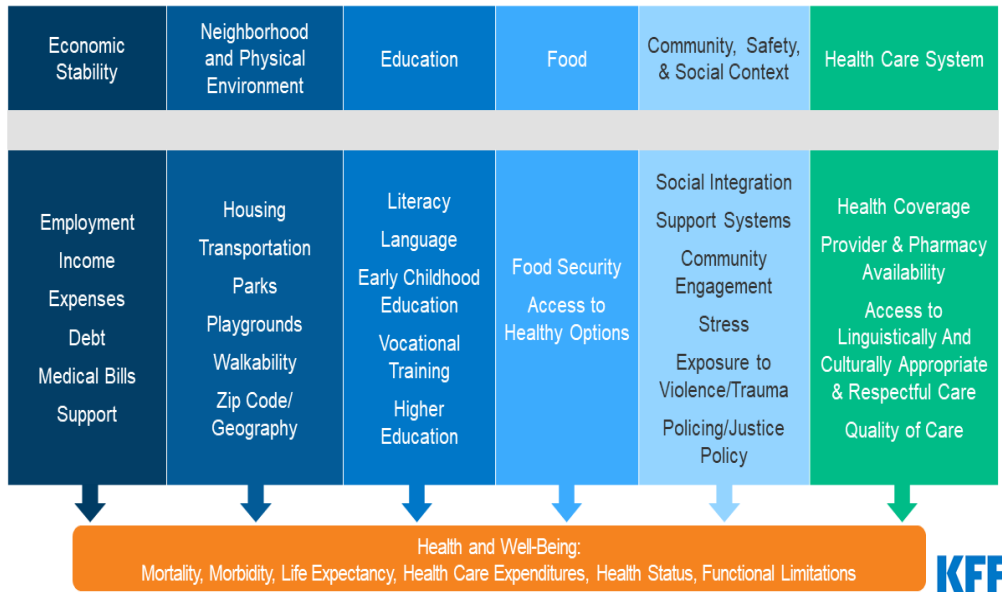 Economic
Stability
Neighborhood
and Physical
Environment
Education
Food
Community, Safety,
& Social Context
Health Care System
Employment
Income
Expenses
Debt
Medical Bills
Support
Housing
Transportation
Parks
Playgrounds
Walkability
Zip Code/
Geography
Literacy
Language
Early Childhood
Education
Vocational
Training
Higher
Education
Food Security
Access to
Healthy Options
Social Integration
Support Systems
Community
Engagement
Stress
Exposure to
Violence/Trauma
Policing/Justice
Policy
Health Coverage
Provider & Pharmacy
Availability
Access to
Linguistically And
Culturally Appropriate
& Respectful Care
Quality of Care
Health and Well-Being:
Mortality, Morbidity, Life Expectancy, Health Care Expenditures, Health Status, Functional Limitations
KFF